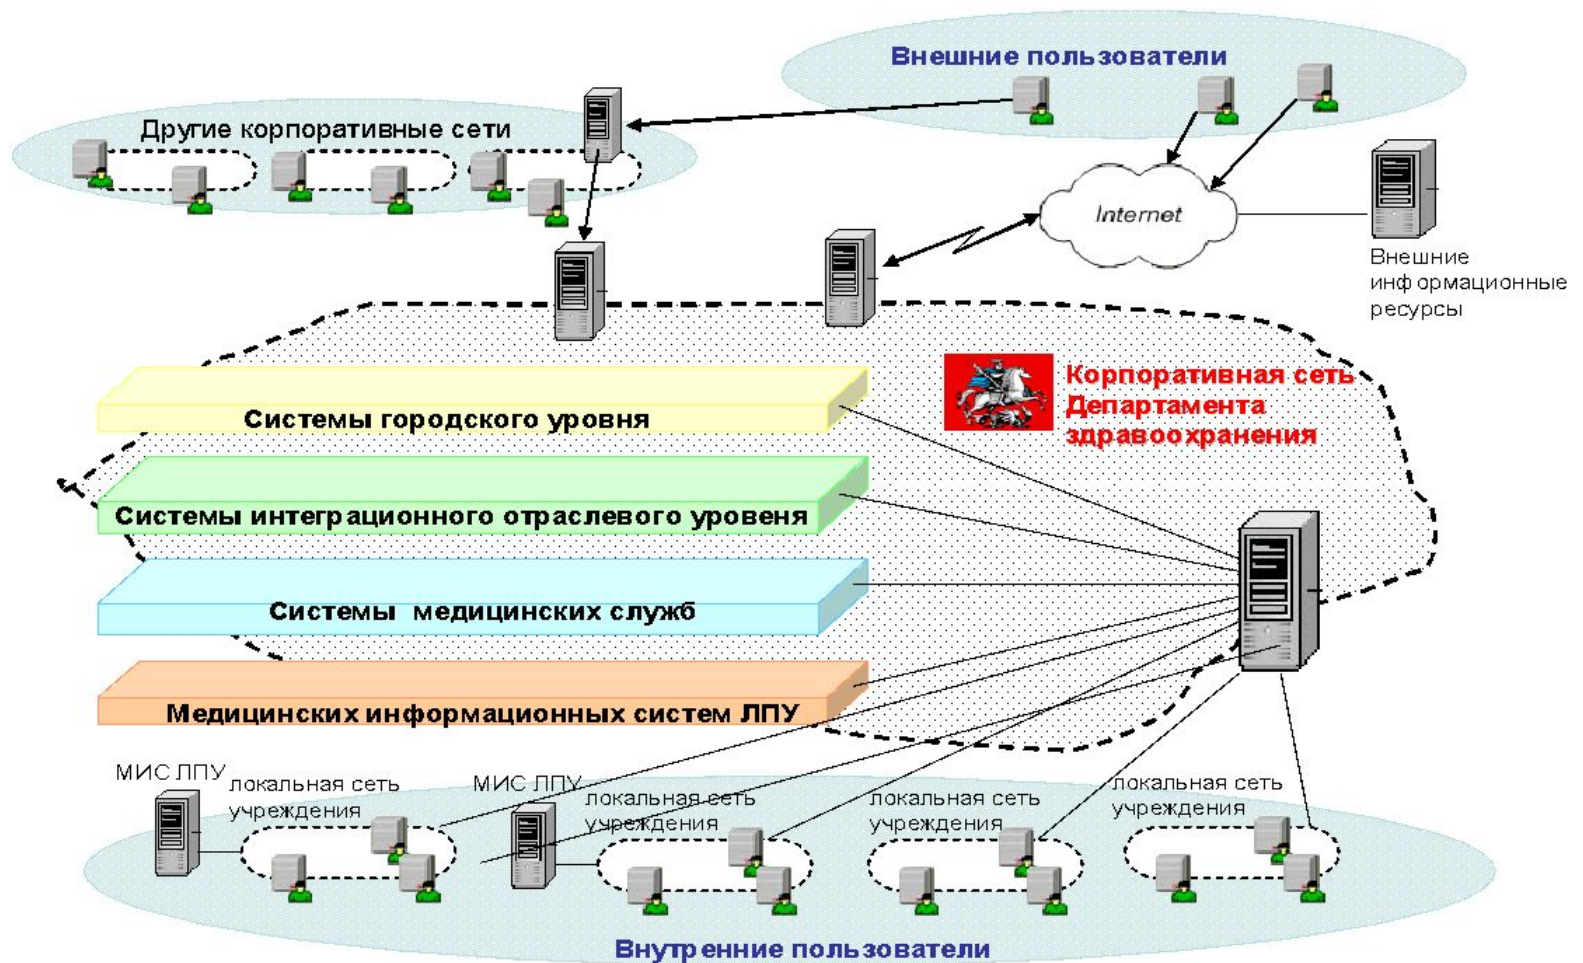 Внешние пользователи
Другие корпоративные сети
Internet
Внешние
информационные
ресурсы
Корпоративная сеть
Департамента
здравоохранения
Системы городского уровня
Системы интеграционного отраслевого уровеня
Системы медицинских служб
Медицинских информационных систем ЛПУ
МИС ЛПУ
локальная сеть
учреждения
МИС ЛПУ
локальная сеть
учреждения
локальная сеть
учреждения
локальная сеть
учреждения
Внутренние пользователи